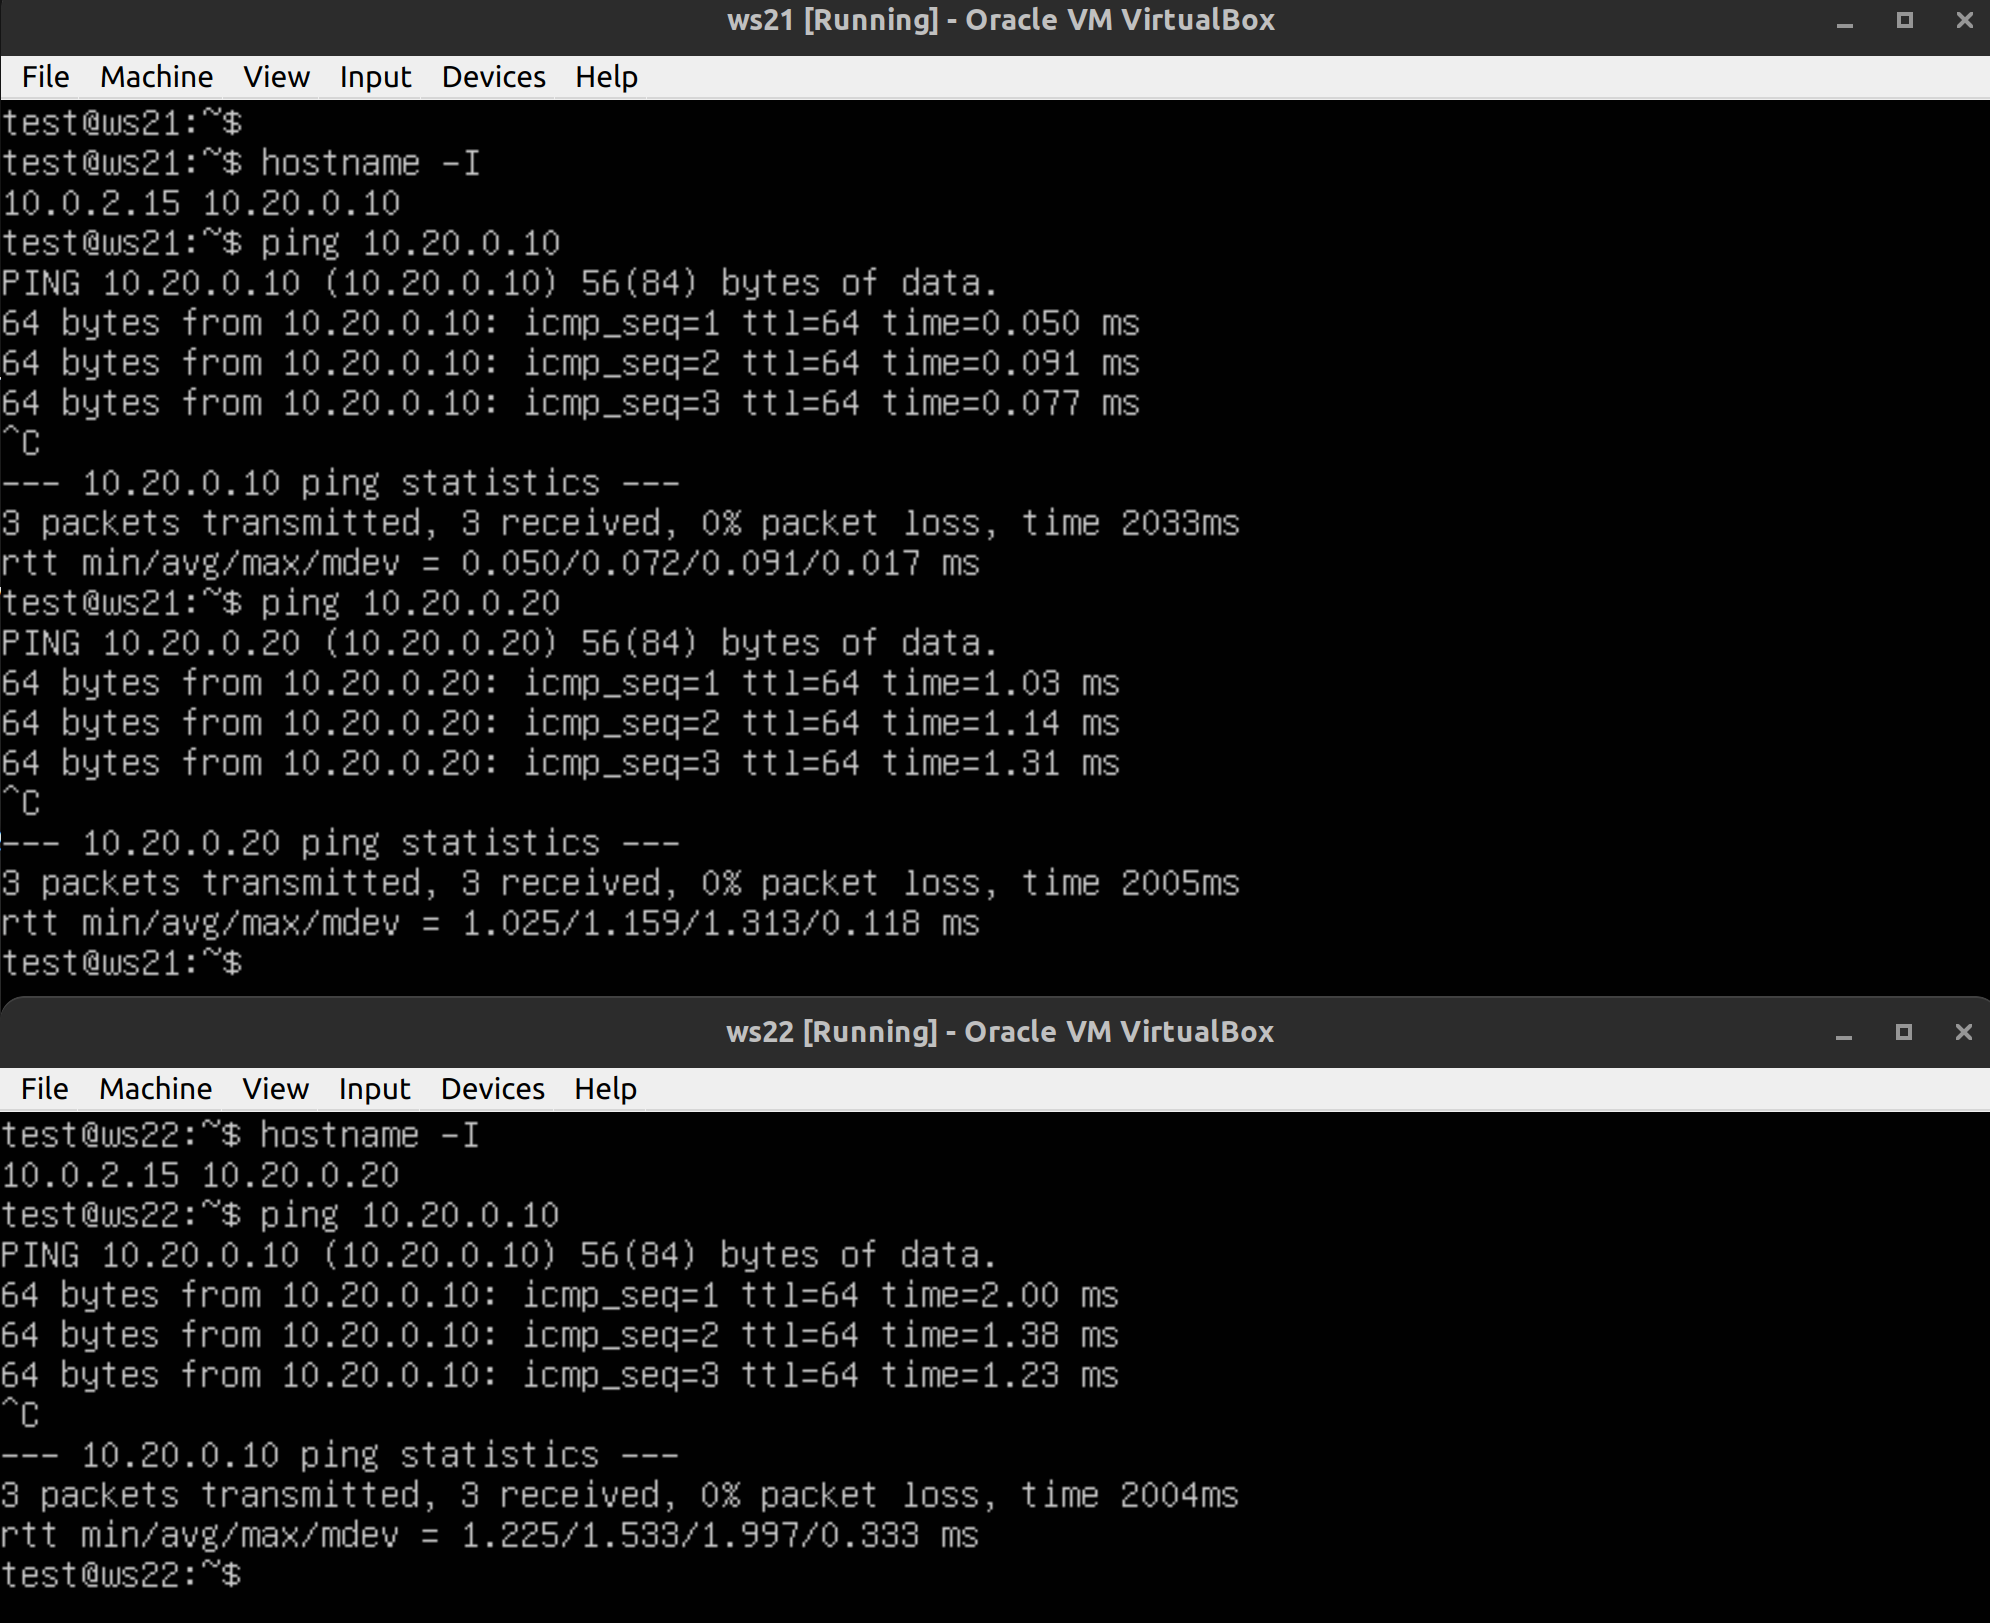 ws21 [Running] - Oracle VM VirtualBox
File Machine View Input Devices Help
test@ws21:~$
test@ws21:~$ hostname -I
10.0.2.15 10.20.0.10
test@ws21:~$ ping 10.20.0.10
PING 10.20.0.10 (10.20.0.10) 56(84) bytes of data.
64 bytes from 10.20.0.10: icmp_seq=1 ttl=64 time=0.050 ms
64 bytes from 10.20.0.10: icmp_seq=2 ttl=64 time=0.091 ms
64 bytes from 10.20.0.10: icmp_seq=3 ttl=64 time=0.077 ms
^C
--- 10.20.0.10 ping statistics ---
3 packets transmitted, 3 received, 0% packet loss, time 2033ms
rtt min/avg/max/mdev = 0.050/0.072/0.091/0.017 ms
test@ws21:~$ ping 10.20.0.20
PING 10.20.0.20 (10.20.0.20) 56(84) bytes of data.
64 bytes from 10.20.0.20: icmp_seq=1 ttl=64 time=1.03 ms
64 bytes from 10.20.0.20: icmp_seq=2 ttl=64 time=1.14 ms
64 bytes from 10.20.0.20: icmp_seq=3 ttl=64 time=1.31 ms
^C
--- 10.20.0.20 ping statistics ---
3 packets transmitted, 3 received, 0% packet loss, time 2005ms
rtt min/avg/max/mdev = 1.025/1.159/1.313/0.118 ms
test@ws21:~$
ws22 [Running] - Oracle VM VirtualBox
File Machine View Input Devices Help
test@ws22:~$ hostname -I
10.0.2.15 10.20.0.20
test@ws22:~$ ping 10.20.0.10
PING 10.20.0.10 (10.20.0.10) 56(84) bytes of data.
64 bytes from 10.20.0.10: icmp_seq=1 ttl=64 time=2.00 ms
64 bytes from 10.20.0.10: icmp_seq=2 ttl=64 time=1.38 ms
64 bytes from 10.20.0.10: icmp_seq=3 ttl=64 time=1.23 ms
^C
--- 10.20.0.10 ping statistics ---
3 packets transmitted, 3 received, 0% packet loss, time 2004ms
rtt min/avg/max/mdev = 1.225/1.533/1.997/0.333 ms
test@ws22:~$